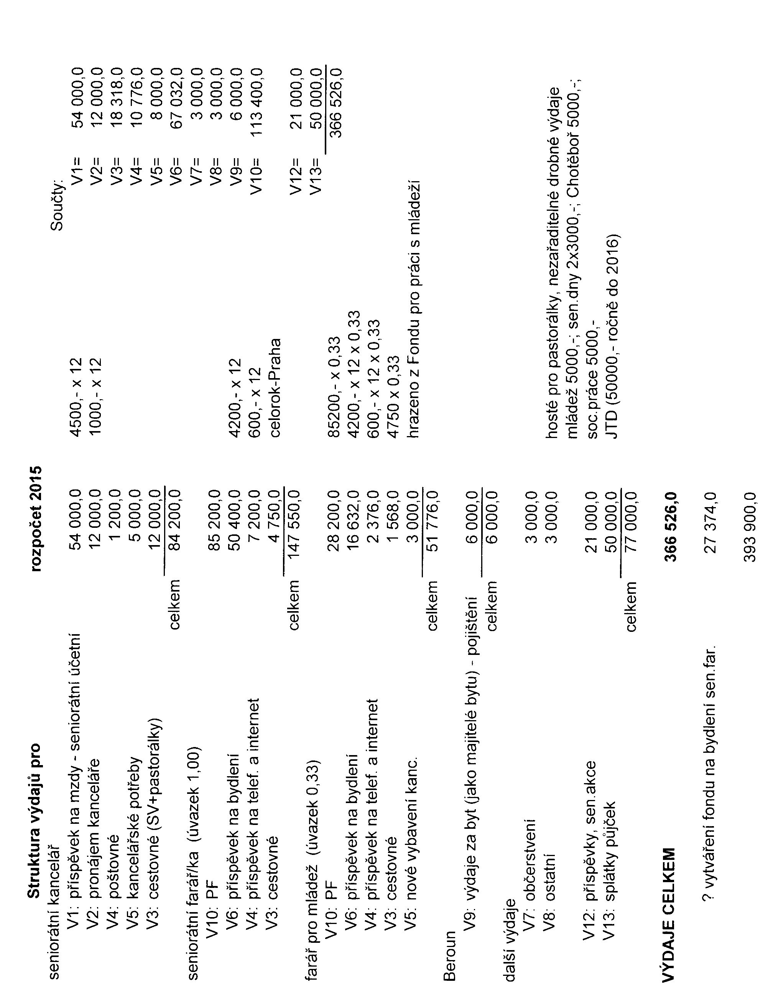 Struktura výdajů pro rozpočet 2015
seniorátní kancelář Součty:
V1: příspěvek na mzdy - seniorátní účetní 54 000,0 4500,- x 12 V1= 54 000,0
V2: pronájem kanceláře 12 000,0 1000,- x 12 V2= 12 000,0
V4: poštovné 1 200,0 V3= 18 318,0
V5: kancelářské potřeby 5 000,0 V4= 10 776,0
V3: cestovné (SV+pastorálky) 12 000,0 V5= 8 000,0
celkem 84 200,0 V6= 67 032,0
seniorátní farář/ka (úvazek 1,00) V7= 3 000,0
V10: PF 85 200,0 V8= 3 000,0
V6: příspěvek na bydlení 50 400,0 4200,- x 12 V9= 6 000,0
V4: příspěvek na telef. a internet 7 200,0 600,- x 12 V10= 113 400,0
V3: cestovné 4 750,0 celorok-Praha
celkem 147 550,0 V12= 21 000,0
farář pro mládež (úvazek 0,33) V13= 50 000,0
V10: PF 28 200,0 85200,- x 0,33 366 526,0
V6: příspěvek na bydlení 16 632,0 4200,- x 12 x 0,33
V4: příspěvek na telef. a internet 2 376,0 600,- x 12 x 0,33
V3: cestovné 1 568,0 4750 x 0,33
V5: nové vybavení kanc. 3 000,0 hrazeno z Fondu pro práci s mládeží
celkem 51 776,0
Beroun
V9: výdaje za byt (jako majitelé bytu) - pojištění 6 000,0
celkem 6 000,0
další výdaje
V7: občerstvení 3 000,0
V8: ostatní 3 000,0 hosté pro pastorálky, nezařaditelné drobné výdaje
mládež 5000,-; sen.dny 2x3000,-; Chotěboř 5000,-;
V12: příspěvky, sen.akce 21 000,0 soc.práce 5000,-
V13: splátky půjček 50 000,0 JTD (50000,- ročně do 2016)
celkem 77 000,0
VÝDAJE CELKEM 366 526,0
? vytváření fondu na bydlení sen.far. 27 374,0
393 900,0